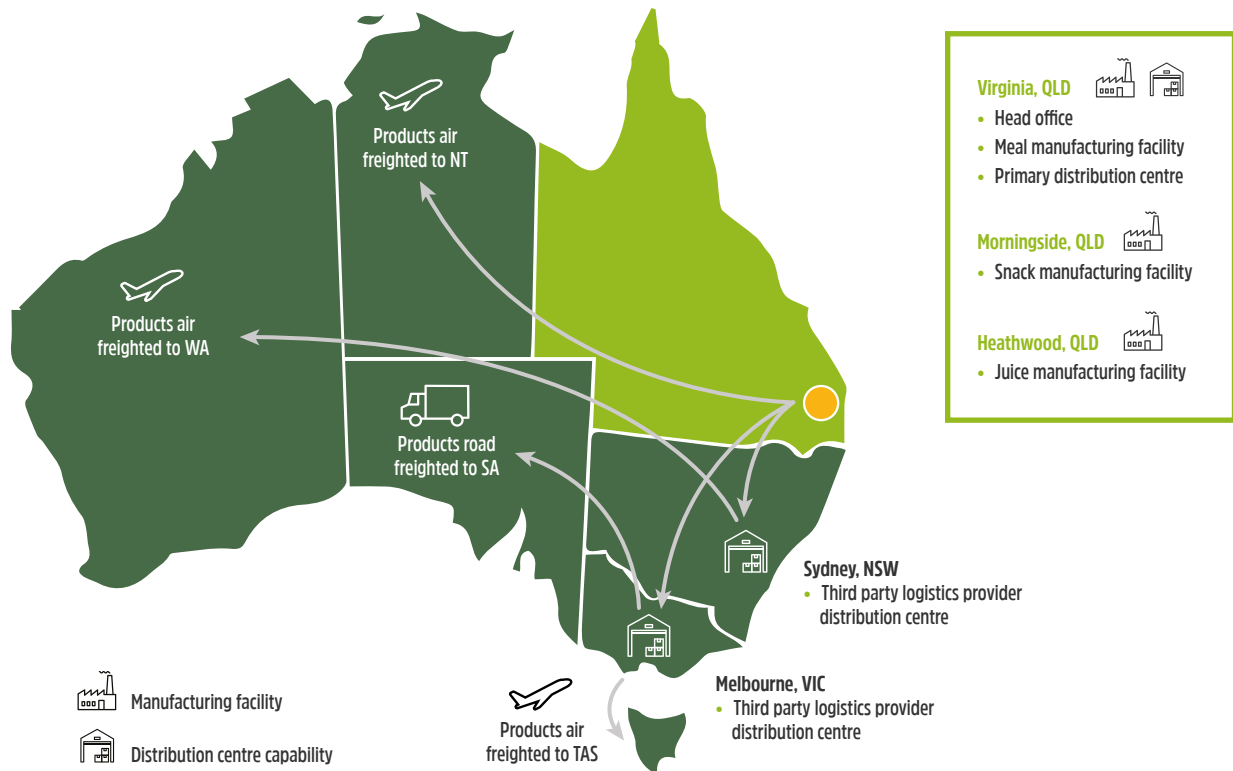 Products air
freighted to NT
Products air
freighted to WA
Products road
freighted to SA
Virginia, QLD
• Head office
• Meal manufacturing facility
• Primary distribution centre
Morningside, QLD
• Snack manufacturing facility
Heathwood, QLD
• Juice manufacturing facility
Sydney, NSW
• Third party logistics provider
distribution centre
Melbourne, VIC
• Third party logistics provider
distribution centre
Products air
freighted to TAS
Manufacturing facility
Distribution centre capability